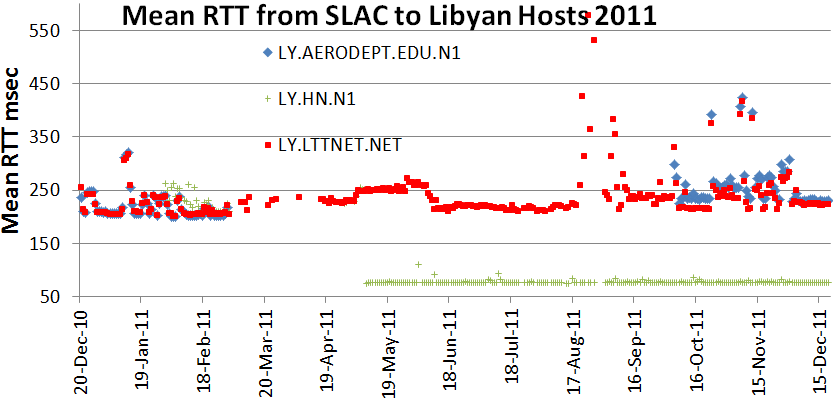 Mean RTT from SLAC to Libyan Hosts 2011
Mean RTT msec
550
450
350
250
150
50
LY.AERODEPT.EDU.N1
LY.HN.N1
LY.LTTNET.NET
20-Dec-10
19-Jan-11
18-Feb-11
20-Mar-11
19-Apr-11
19-May-11
18-Jun-11
18-Jul-11
17-Aug-11
16-Sep-11
16-Oct-11
15-Nov-11
15-Dec-11